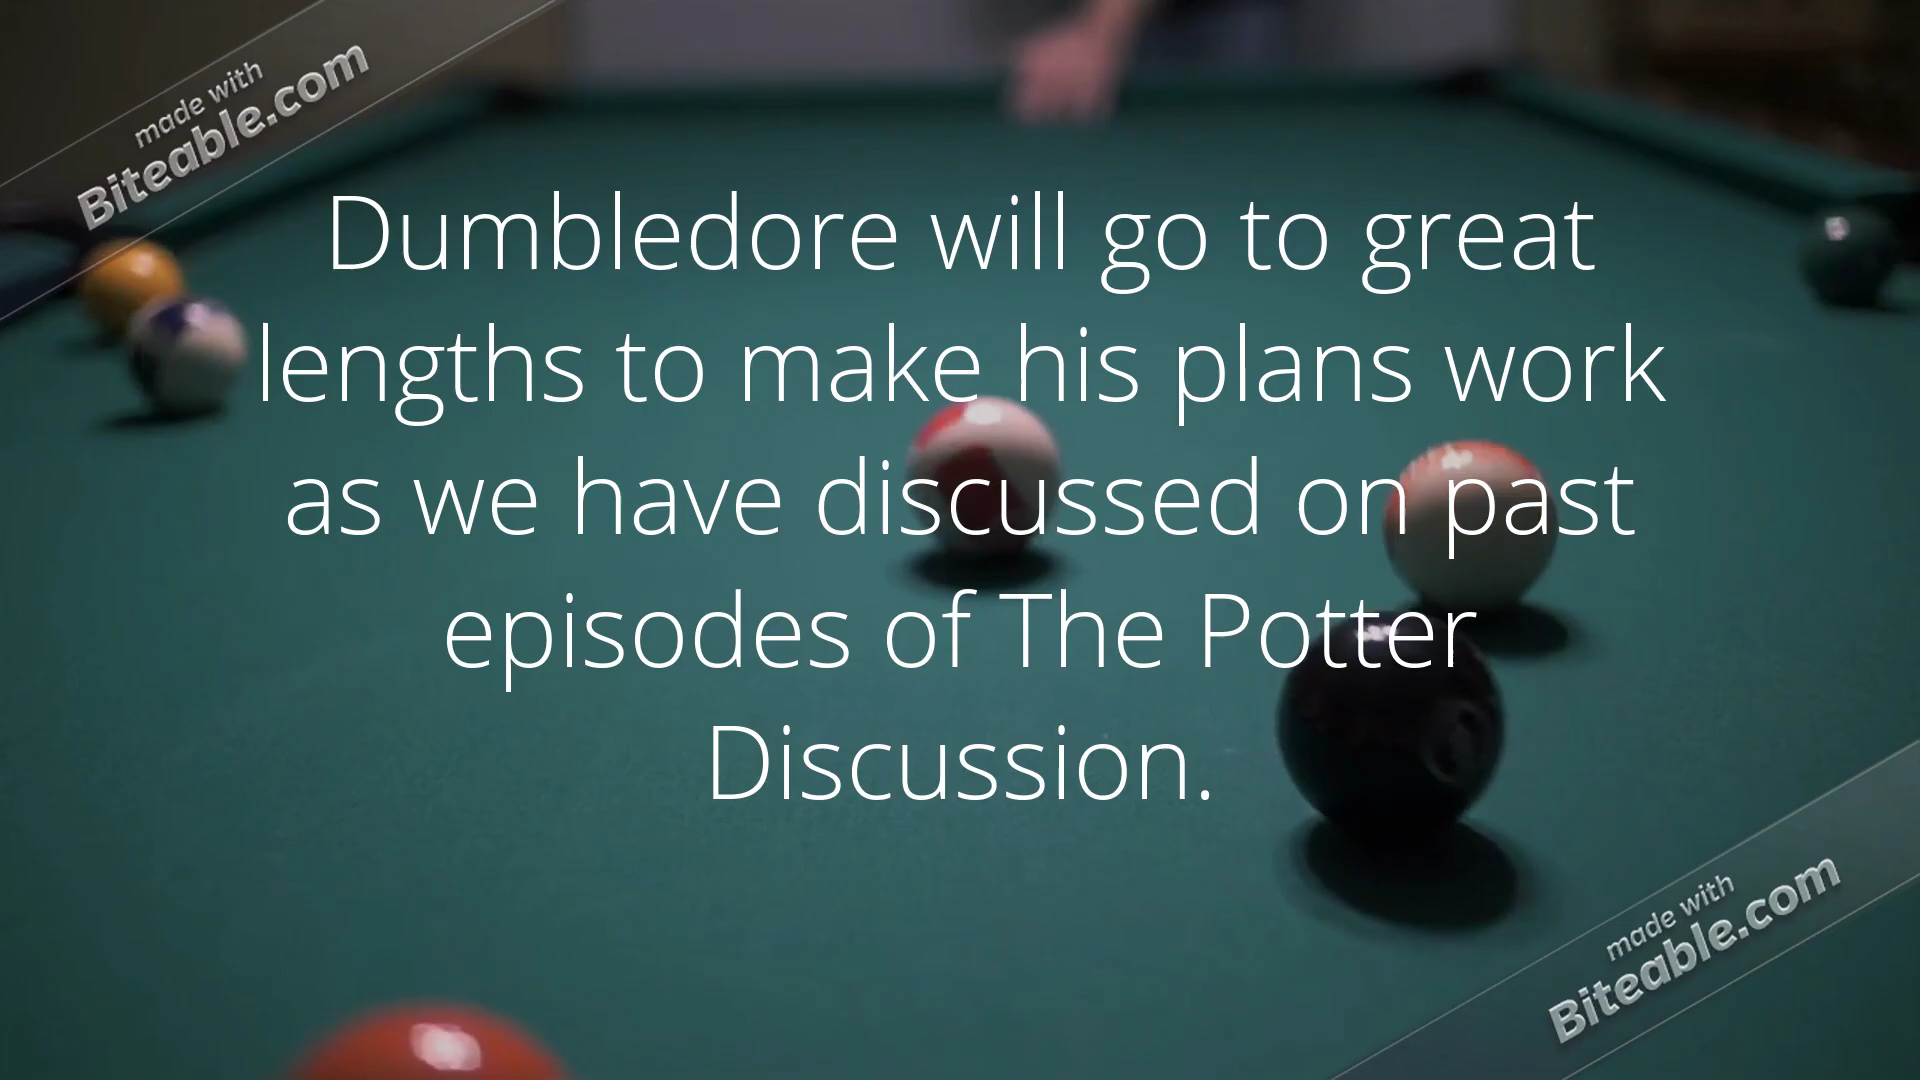 made with
Biteable.com
Dumbledore will go to great
lengths to make his plans work
as we have discussed on past
episodes of The Potter
Discussion.
made with
Biteable.com